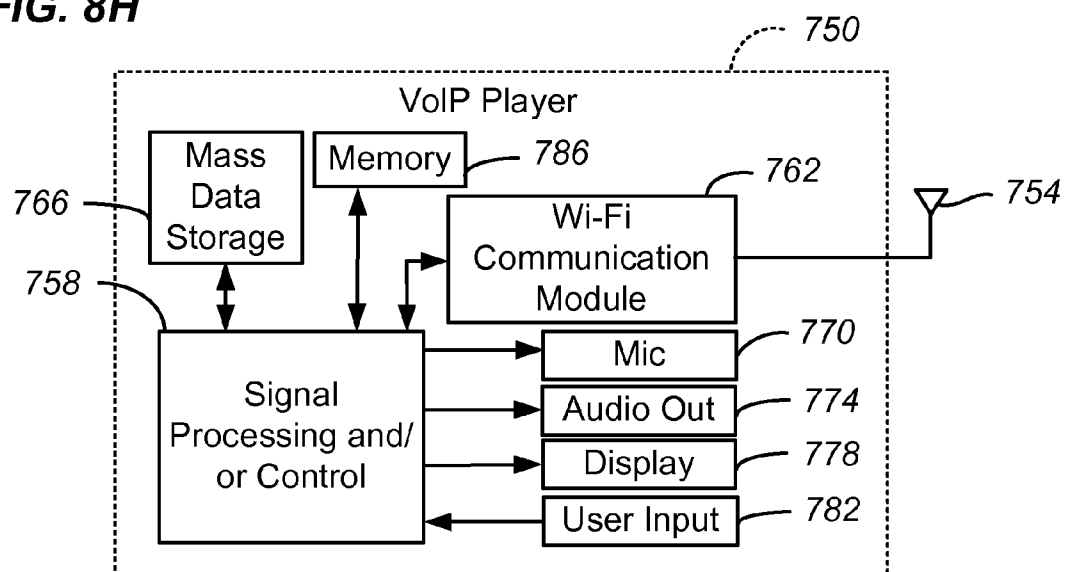 FIG. 8H
750
VoIP Player
Mass
Data
Storage
766
Memory
786
762
Wi-Fi
Communication
Module
754
758
Signal
Processing and/
or Control
Mic
770
Audio Out
774
Display
778
User Input
782